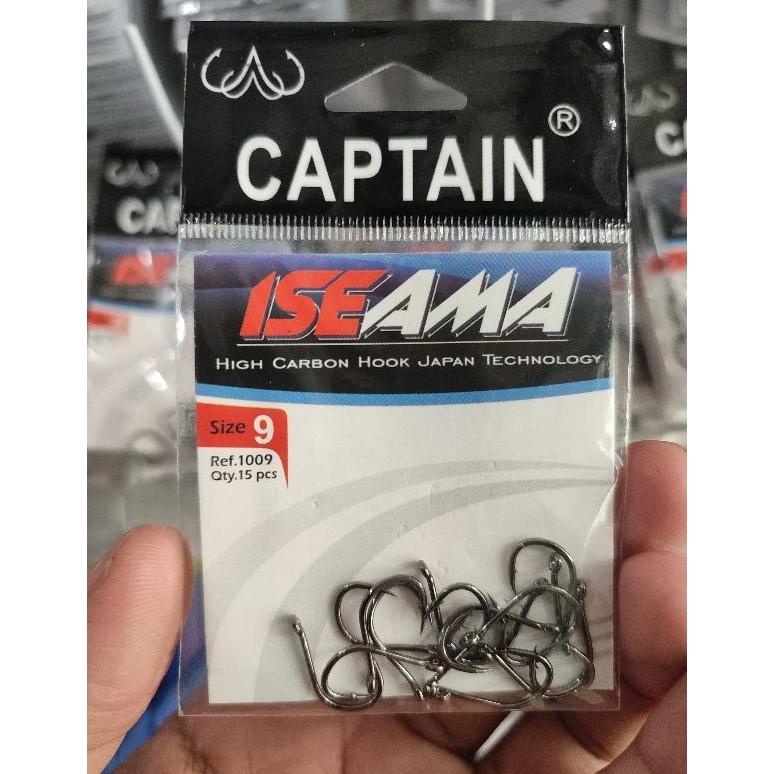 CAPTAIN®
ISEAMA
HIGH CARBON HOOK JAPAN TECHNOLOGY
Size 9
Ref.1009
Qty.15 pcs